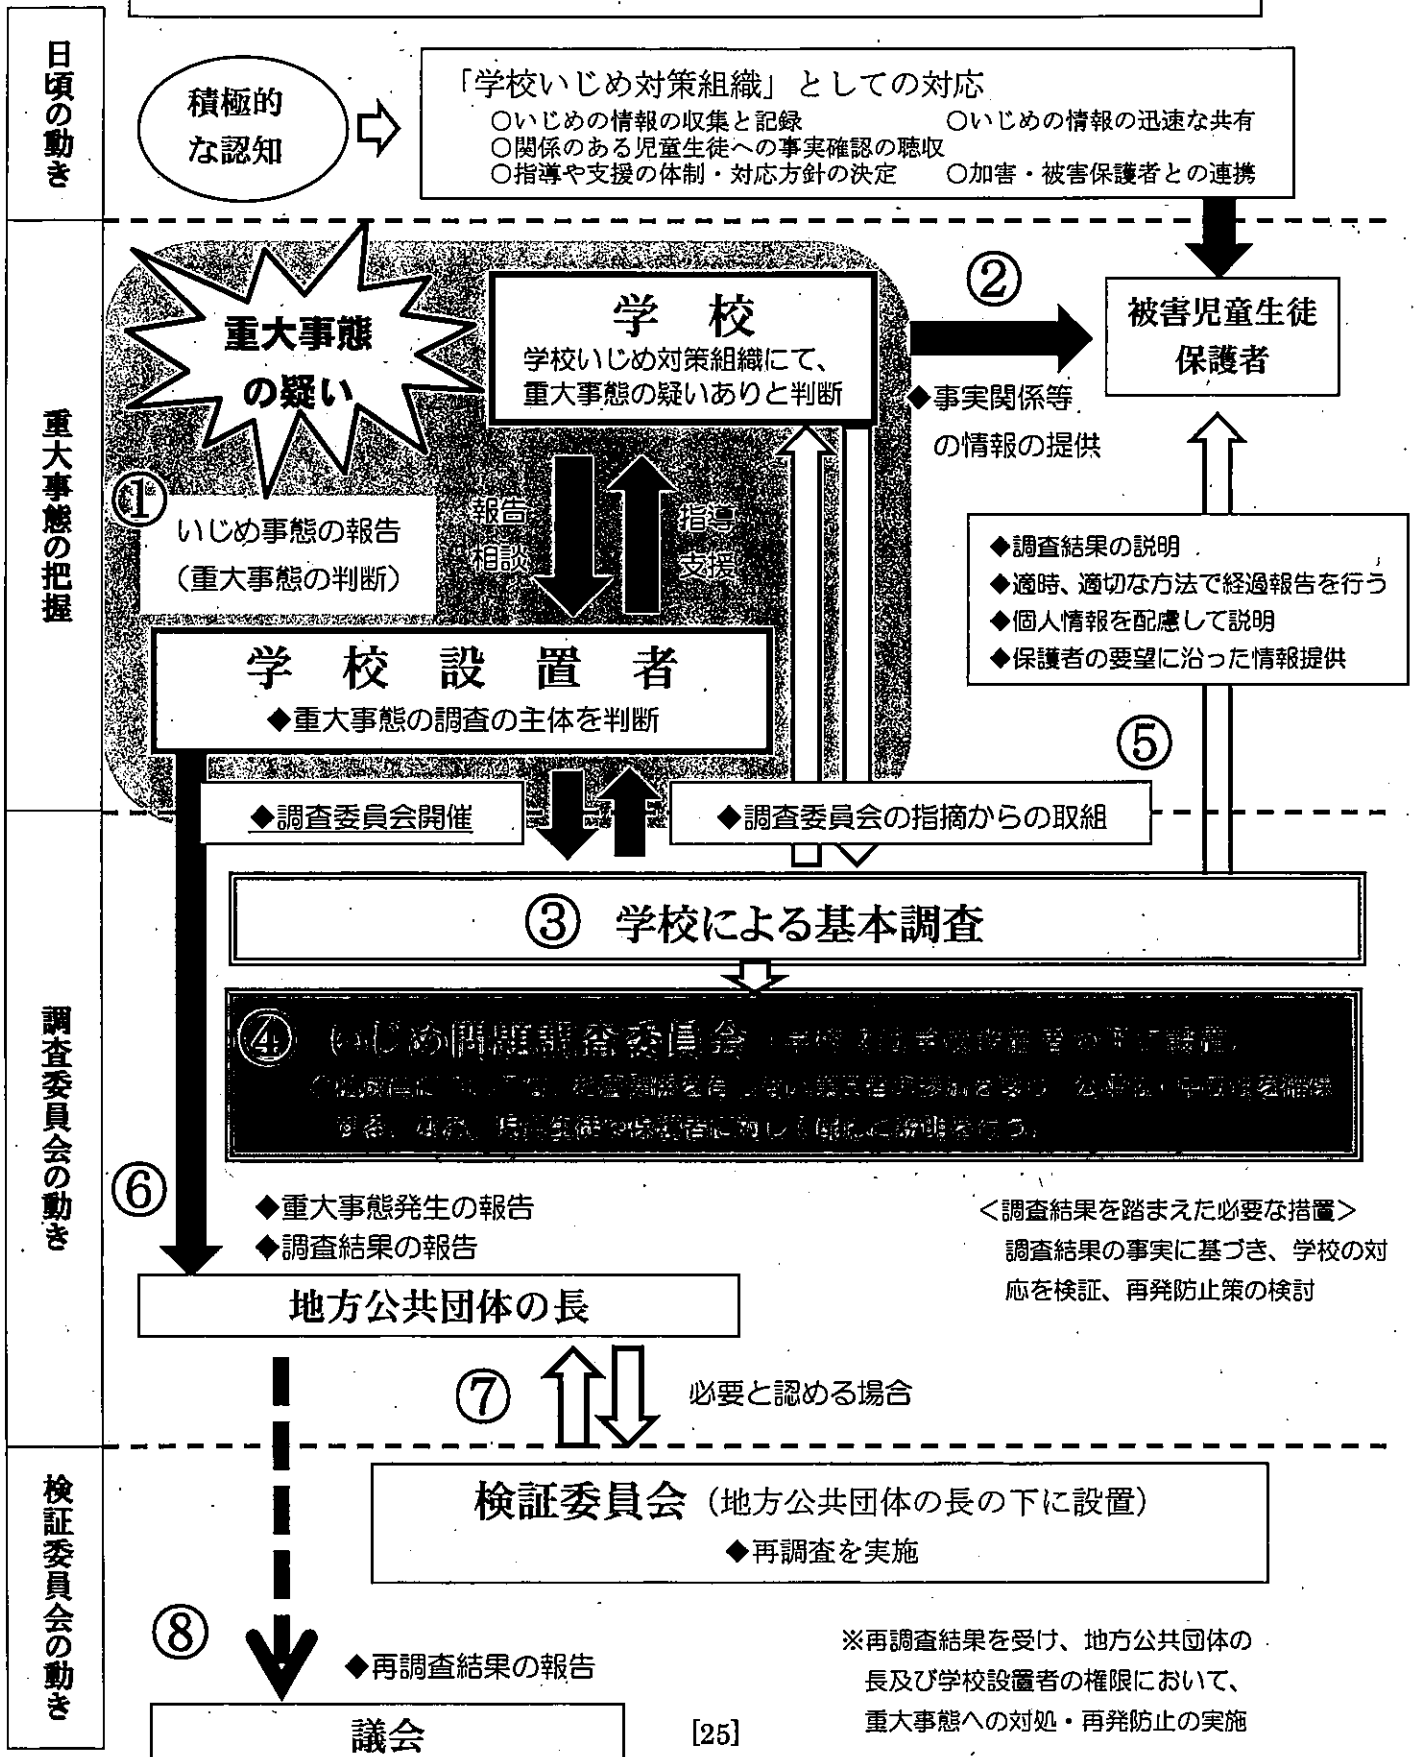 日頃の動き
積極的
な認知
「学校いじめ対策組織」としての対応
○いじめの情報の収集と記録　○いじめの情報の迅速な共有
○関係のある児童生徒への事実確認の聴収
○指導や支援の体制・対応方針の決定　○加害・被害保護者との連携
重大事態の把握
重大事態
の疑い
学校
学校いじめ対策組織にて、
重大事態の疑いありと判断
②
被害児童生徒
保護者
◆事実関係等
の情報の提供
①
いじめ事態の報告
（重大事態の判断）
報告
相談
指導
支援
◆調査結果の説明
◆適時、適切な方法で経過報告を行う
◆個人情報を配慮して説明
◆保護者の要望に沿った情報提供
学校設置者
◆重大事態の調査の主体を判断
⑤
◆調査委員会開催
◆調査委員会の指摘からの取組
調査委員会の動き
③ 学校による基本調査
④ いじめ問題調査委員会
⑥
◆重大事態発生の報告
◆調査結果の報告
＜調査結果を踏まえた必要な措置＞
調査結果の事実に基づき、学校の対
応を検証、再発防止策の検討
地方公共団体の長
⑦
必要と認める場合
検証委員会の動き
検証委員会（地方公共団体の長の下に設置）
◆再調査を実施
⑧
◆再調査結果の報告
※再調査結果を受け、地方公共団体の
長及び学校設置者の権限において、
重大事態への対処・再発防止の実施
議会
[25]